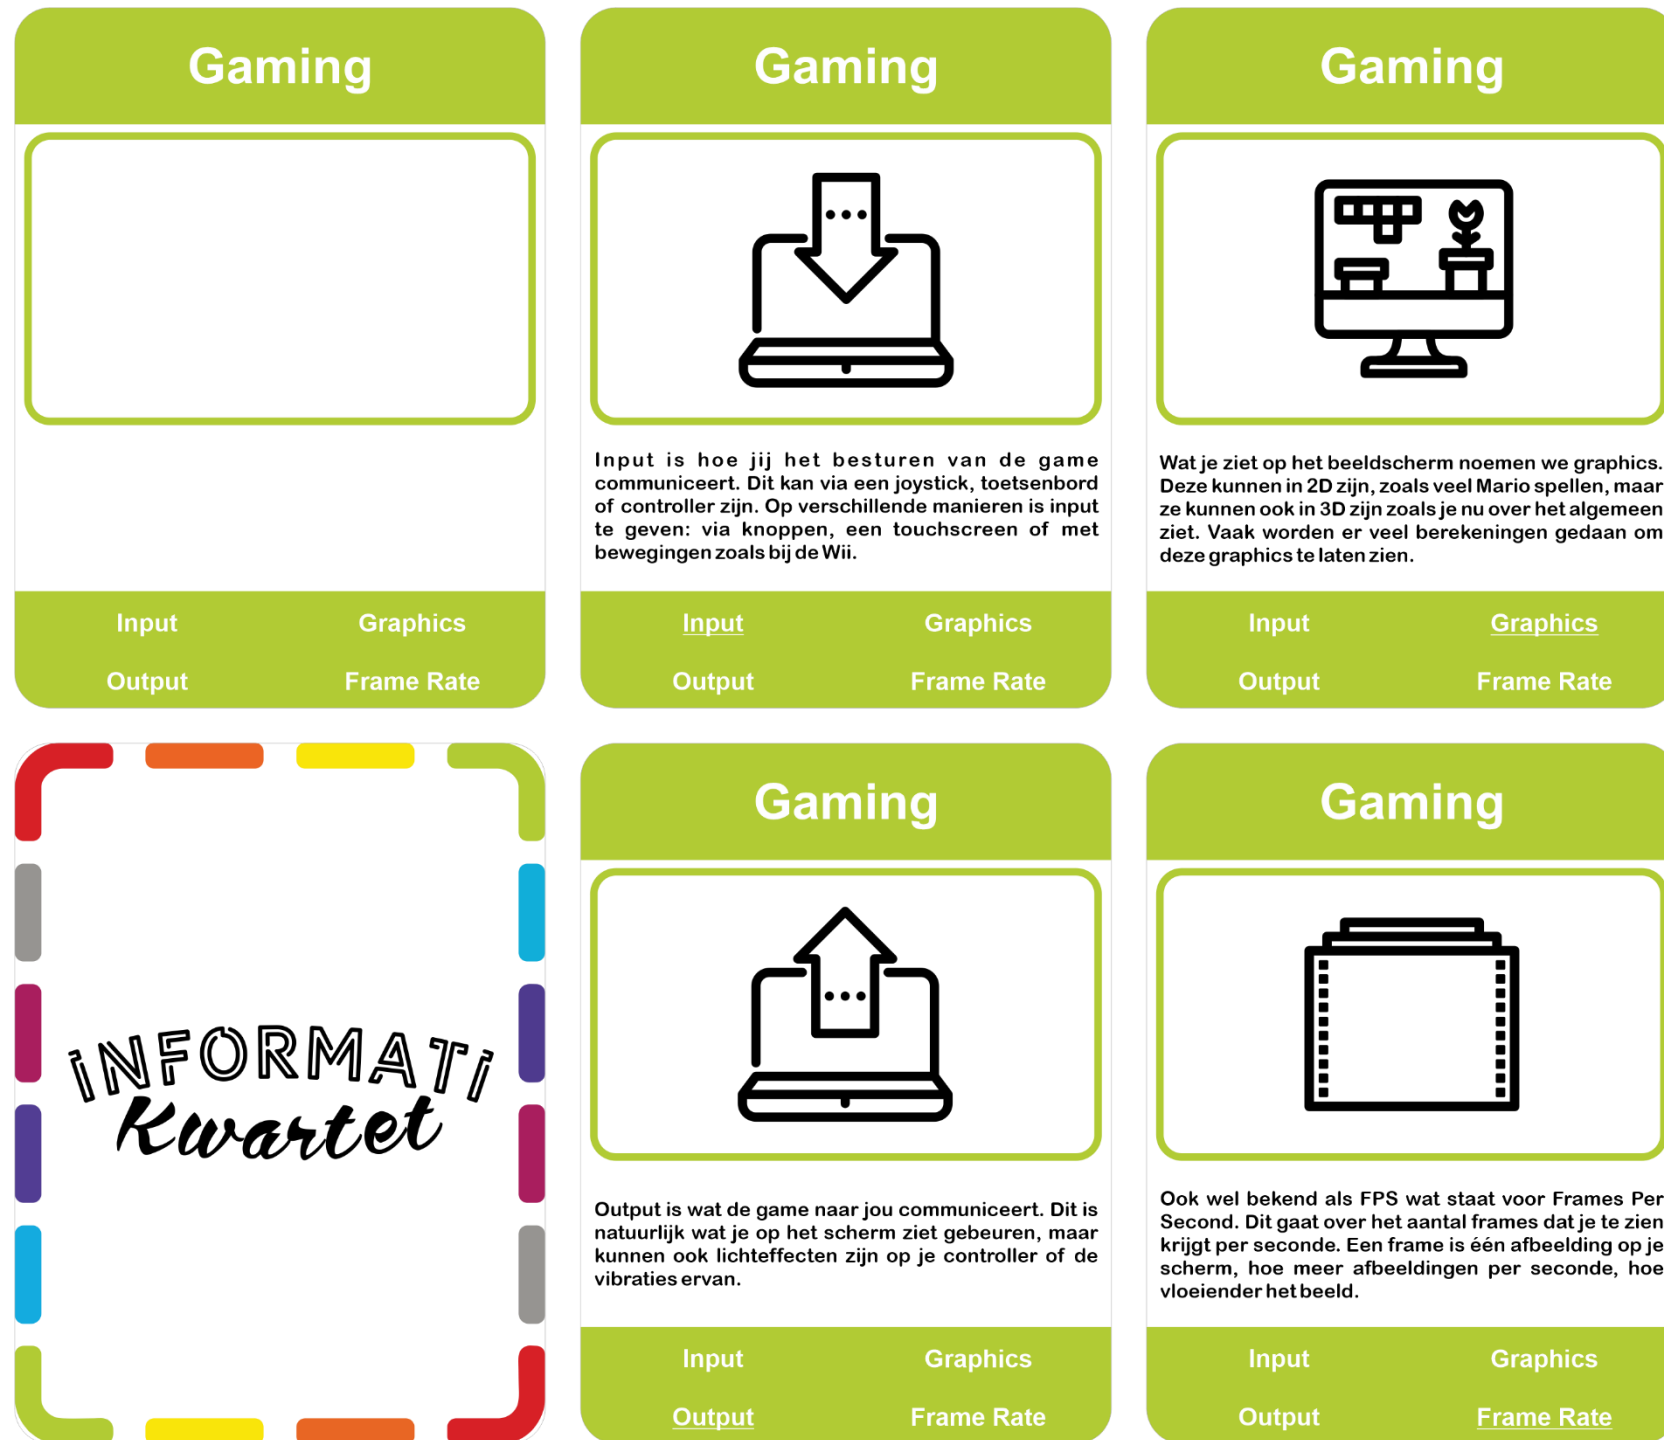 Gaming
Input
Graphics
Output
Frame Rate
Gaming
Input is hoe jij het besturen van de game
communiceert. Dit kan via een joystick, toetsenbord
of controller zijn. Op verschillende manieren is input
te geven: via knoppen, een touchscreen of met
bewegingen zoals bij de Wii.
Input
Graphics
Output
Frame Rate
Gaming
Wat je ziet op het beeldscherm noemen we graphics.
Deze kunnen in 2D zijn, zoals veel Mario spellen, maar
ze kunnen ook in 3D zijn zoals je nu over het algemeen
ziet. Vaak worden er veel berekeningen gedaan om
deze graphics te laten zien.
Input
Graphics
Output
Frame Rate
INFORMATI
Kwartet
Gaming
Output is wat de game naar jou communiceert. Dit is
natuurlijk wat je op het scherm ziet gebeuren, maar
kunnen ook lichteffecten zijn op je controller of de
vibraties ervan.
Input
Graphics
Output
Frame Rate
Gaming
Ook wel bekend als FPS wat staat voor Frames Per
Second. Dit gaat over het aantal frames dat je te zien
krijgt per seconde. Een frame is één afbeelding op je
scherm, hoe meer afbeeldingen per seconde, hoe
vloeiender het beeld.
Input
Graphics
Output
Frame Rate